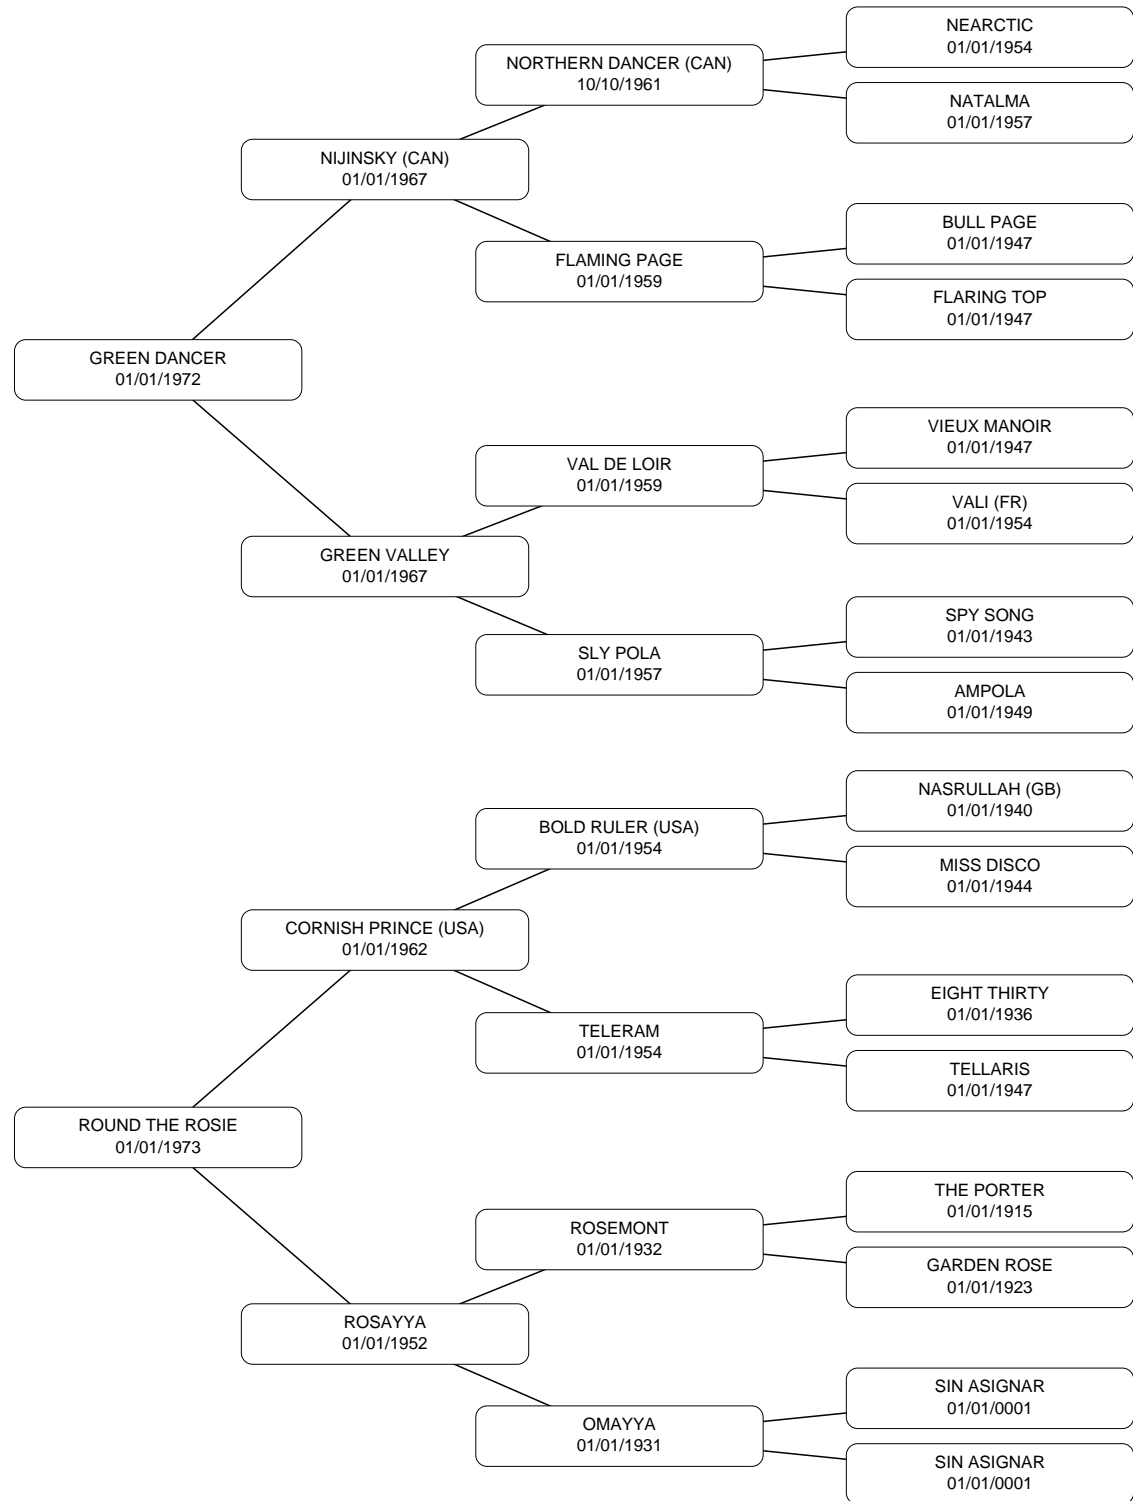 NEARCTIC
01/01/1954
NORTHERN DANCER (CAN)
10/10/1961
NATALMA
01/01/1957
NIJINSKY (CAN)
01/01/1967
BULL PAGE
01/01/1947
FLAMING PAGE
01/01/1959
FLARING TOP
01/01/1947
GREEN DANCER
01/01/1972
VIEUX MANOIR
01/01/1947
VAL DE LOIR
01/01/1959
VALI (FR)
01/01/1954
GREEN VALLEY
01/01/1967
SPY SONG
01/01/1943
SLY POLA
01/01/1957
AMPOLA
01/01/1949
NASRULLAH (GB)
01/01/1940
BOLD RULER (USA)
01/01/1954
MISS DISCO
01/01/1944
CORNISH PRINCE (USA)
01/01/1962
EIGHT THIRTY
01/01/1936
TELERAM
01/01/1954
TELLARIS
01/01/1947
ROUND THE ROSIE
01/01/1973
THE PORTER
01/01/1915
ROSEMONT
01/01/1932
GARDEN ROSE
01/01/1923
ROSAYYA
01/01/1952
SIN ASIGNAR
01/01/0001
OMAYYA
01/01/1931
SIN ASIGNAR
01/01/0001